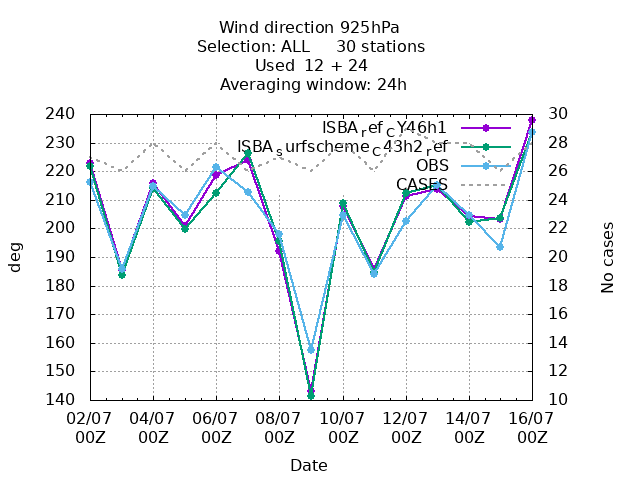 Wind direction 925hPa
Selection: ALL 30 stations
Used 12 + 24
Averaging window: 24h
ISBA_ref_CY46h1
ISBA_surfscheme_C43h2_ref
OBS
CASES
240
230
220
210
200
190
180
170
160
150
140
deg
30
28
26
24
22
20
18
16
14
12
10
No cases
02/07 04/07 06/07 08/07 10/07 12/07 14/07 16/07
00Z 00Z 00Z 00Z 00Z 00Z 00Z 00Z
Date